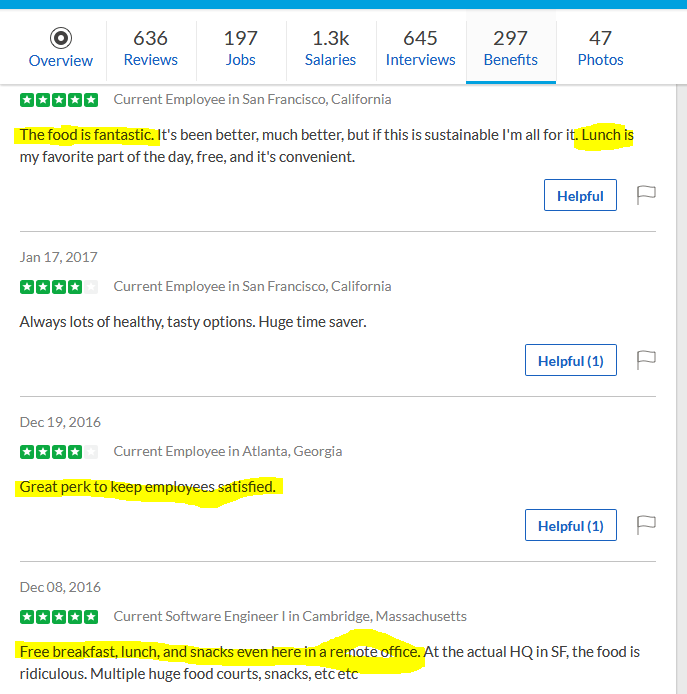 636 197 1.3k 645 297 47
Overview Reviews Jobs Salaries Interviews Benefits Photos
Current Employee in San Francisco, California
The food is fantastic. It's been better, much better, but if this is sustainable I'm all for it. Lunch is
my favorite part of the day, free, and it's convenient.
Helpful
Jan 17, 2017
Current Employee in San Francisco, California
Always lots of healthy, tasty options. Huge time saver.
Helpful (1)
Dec 19, 2016
Current Employee in Atlanta, Georgia
Great perk to keep employees satisfied.
Helpful (1)
Dec 08, 2016
Current Software Engineer I in Cambridge, Massachusetts
Free breakfast, lunch, and snacks even here in a remote office. At the actual HQ in SF, the food is
ridiculous. Multiple huge food courts, snacks, etc etc